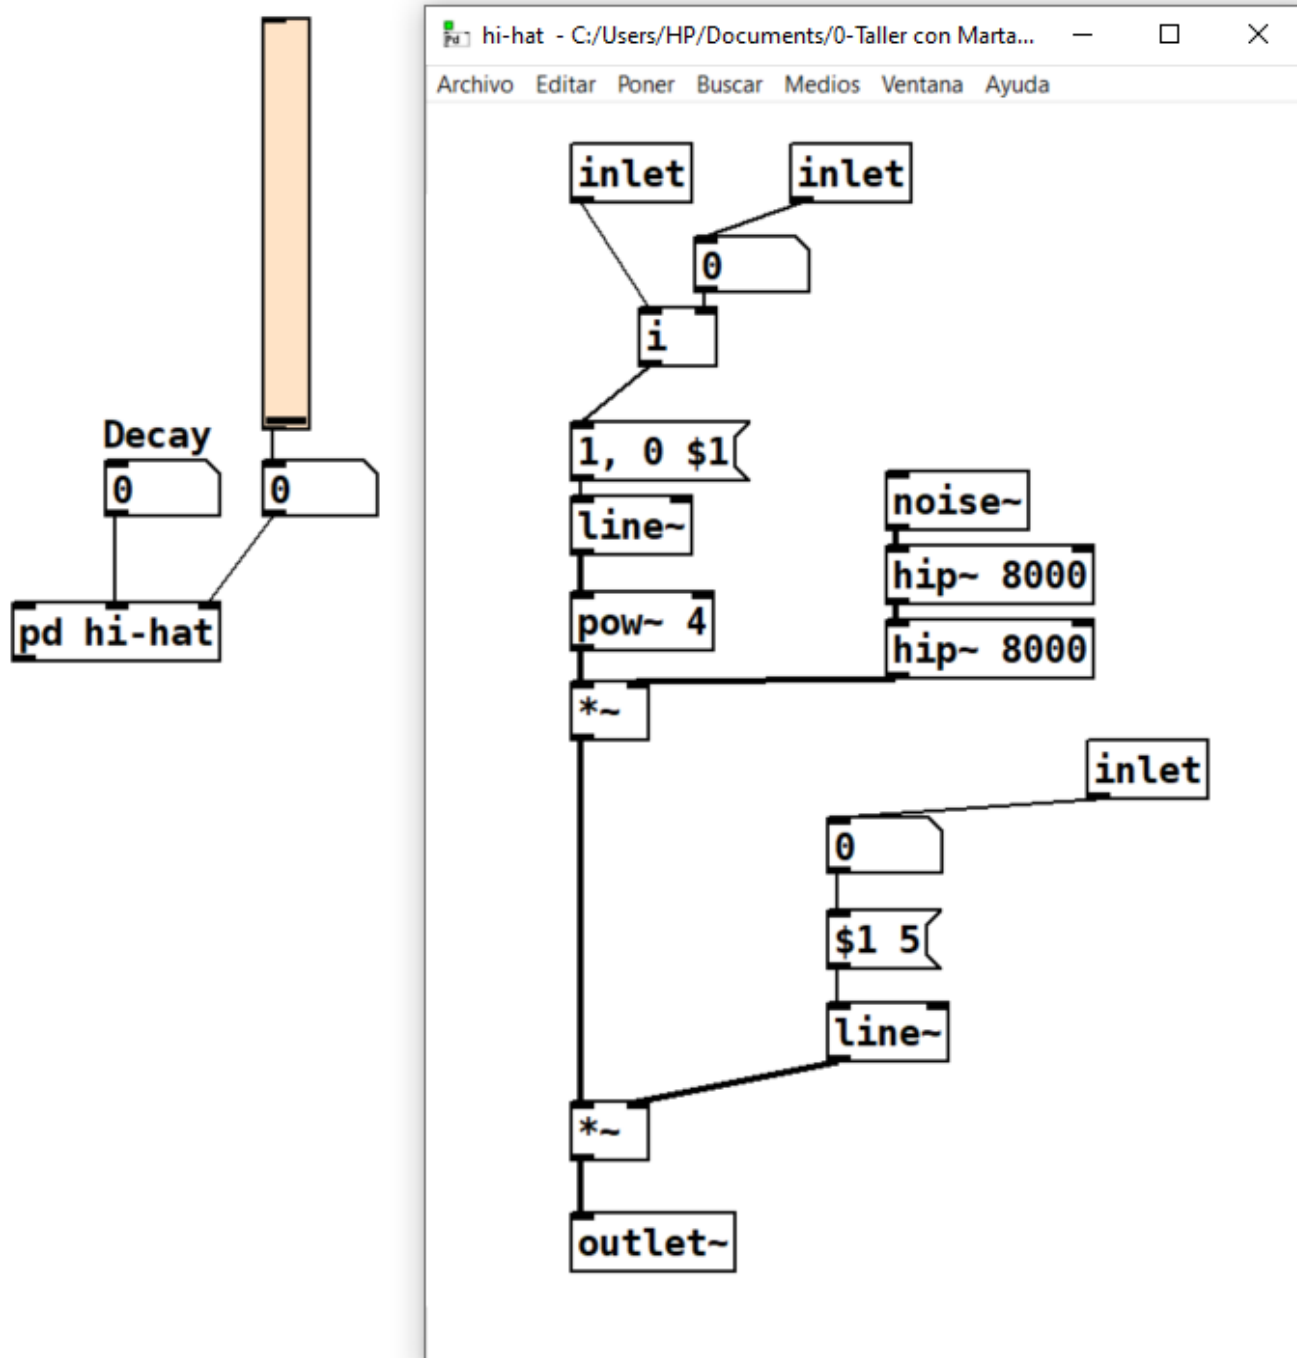 hi-hat - C:/Users/HP/Documents/0-Taller con Marta...
Archivo Editar Poner Buscar Medios Ventana Ayuda
Decay
0
0
pd hi-hat
inlet
inlet
0
i
1, 0 $1
line~
pow~ 4
*~
noise~
hip~ 8000
hip~ 8000
inlet
0
$1 5
line~
*~
outlet~